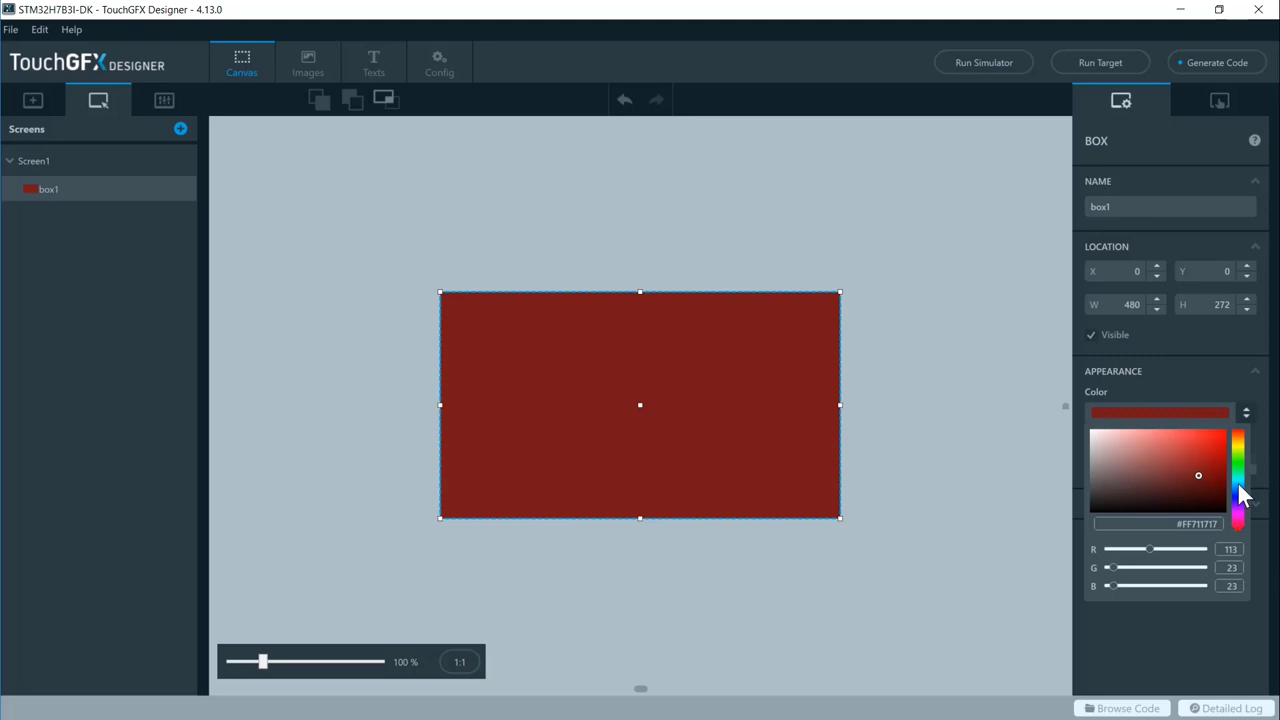 STM32H7B3I-DK - TouchGFX Designer - 4.13.0
File Edit Help
TouchGFX DESIGNER
Canvas Images Texts Config
Run Simulator Run Target Generate Code
Screens
Screen1
box1
BOX
NAME
box1
LOCATION
X 0 Y 0
W 480 H 272
Visible
APPEARANCE
Color
#FF711717
R 113
G 23
B 23
100 % 1:1
Browse Code Detailed Log